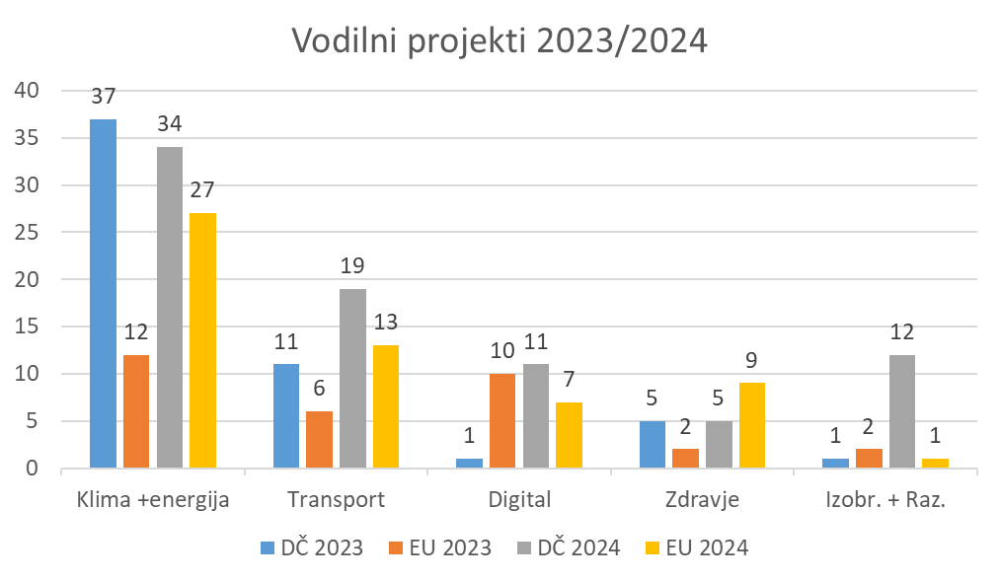 Vodilni projekti 2023/2024
40
35
30
25
20
15
10
5
0
37
12
34
27
11
6
19
13
1
10
11
7
5
2
5
9
1
2
12
1
Klima +energija
Transport
Digital
Zdravje
Izobr. + Raz.
DČ 2023
EU 2023
DČ 2024
EU 2024